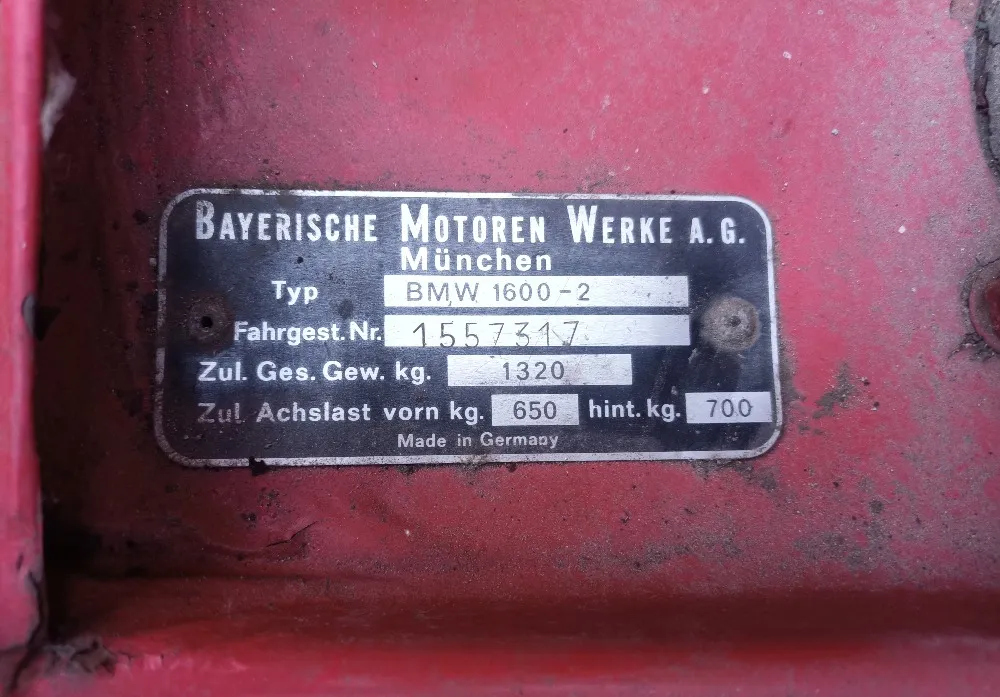 BAYERISCHE MOTOREN WERKE A.G.
München
Typ BMW 1600-2
Fahrgest. Nr. 1557317
Zul. Ges. Gew. kg. 1320
Zul. Achslast vorn kg. 650 hint. kg. 700
Made in Germany